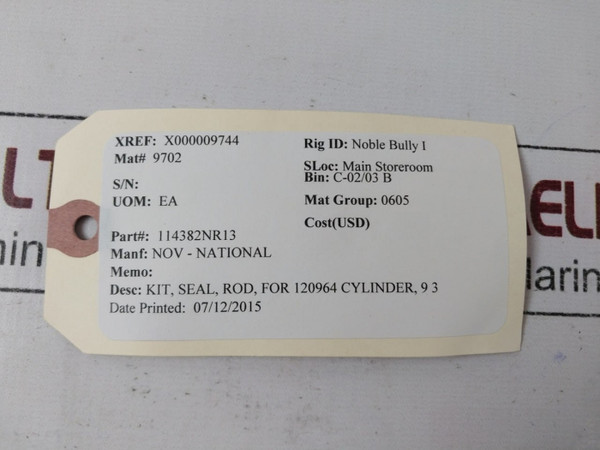 XREF: X000009744
Mat# 9702
S/N:
UOM: EA
Part#: 114382NR13
Manf: NOV - NATIONAL
Memo:
Desc: KIT, SEAL, ROD, FOR 120964 CYLINDER, 9 3
Date Printed: 07/12/2015
Rig ID: Noble Bully I
SLoc: Main Storeroom
Bin: C-02/03 B
Mat Group: 0605
Cost(USD)